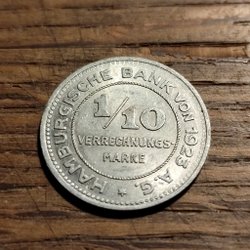 HAMBURGISCHE BANK VON 1923 A.G.
1/10
VERRECHNUNGS-
MARKE